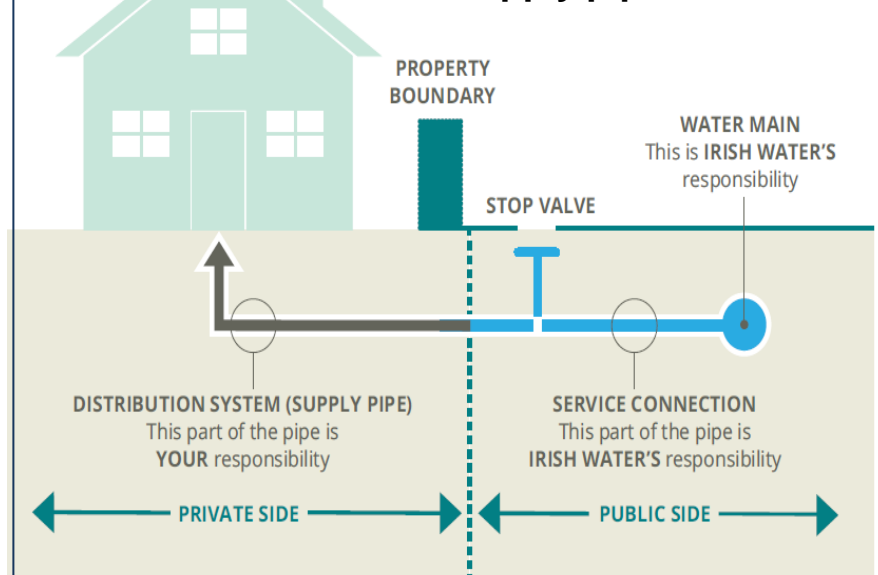 PROPERTY
BOUNDARY
WATER MAIN
This is IRISH WATER'S
responsibility
STOP VALVE
DISTRIBUTION SYSTEM (SUPPLY PIPE)
This part of the pipe is
YOUR responsibility
SERVICE CONNECTION
This part of the pipe is
IRISH WATER'S responsibility
PRIVATE SIDE
PUBLIC SIDE